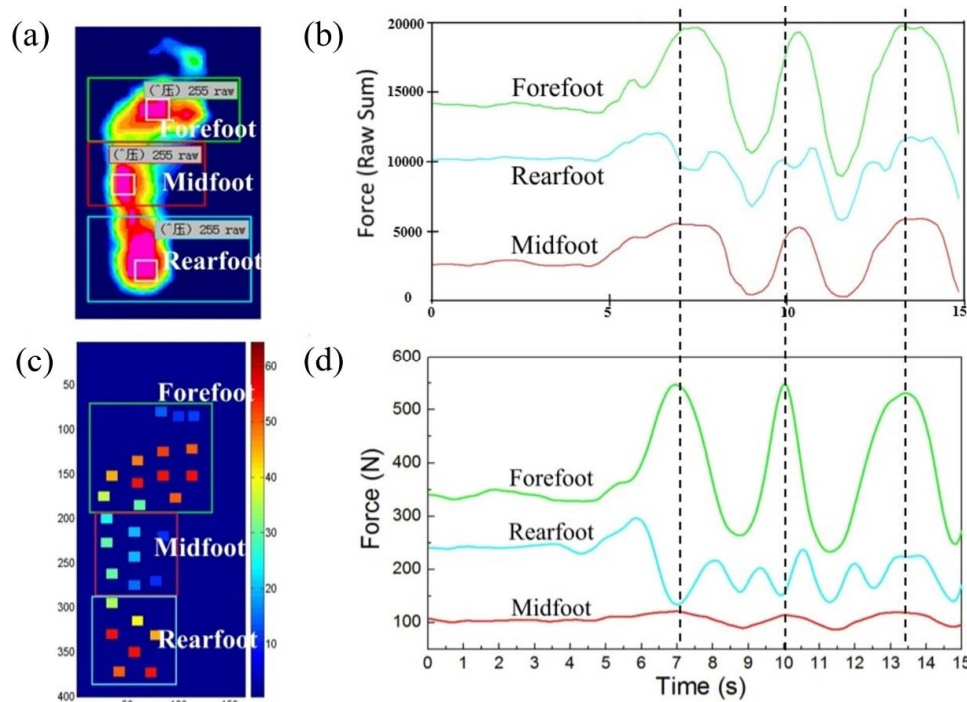 (a)
(^压) 255 raw
Forefoot
(^压) 255 raw
Midfoot
(^压) 255 raw
Rearfoot
(b)
Force (Raw Sum)
20000
15000
10000
5000
0
Forefoot
Rearfoot
Midfoot
0
5
10
15
(c)
50
100
150
200
250
300
350
400
Forefoot
Midfoot
Rearfoot
60
50
40
30
20
10
(d)
Force (N)
600
500
400
350
300
200
100
Forefoot
Rearfoot
Midfoot
0 1 2 3 4 5 6 7 8 9 10 11 12 13 14 15
Time (s)